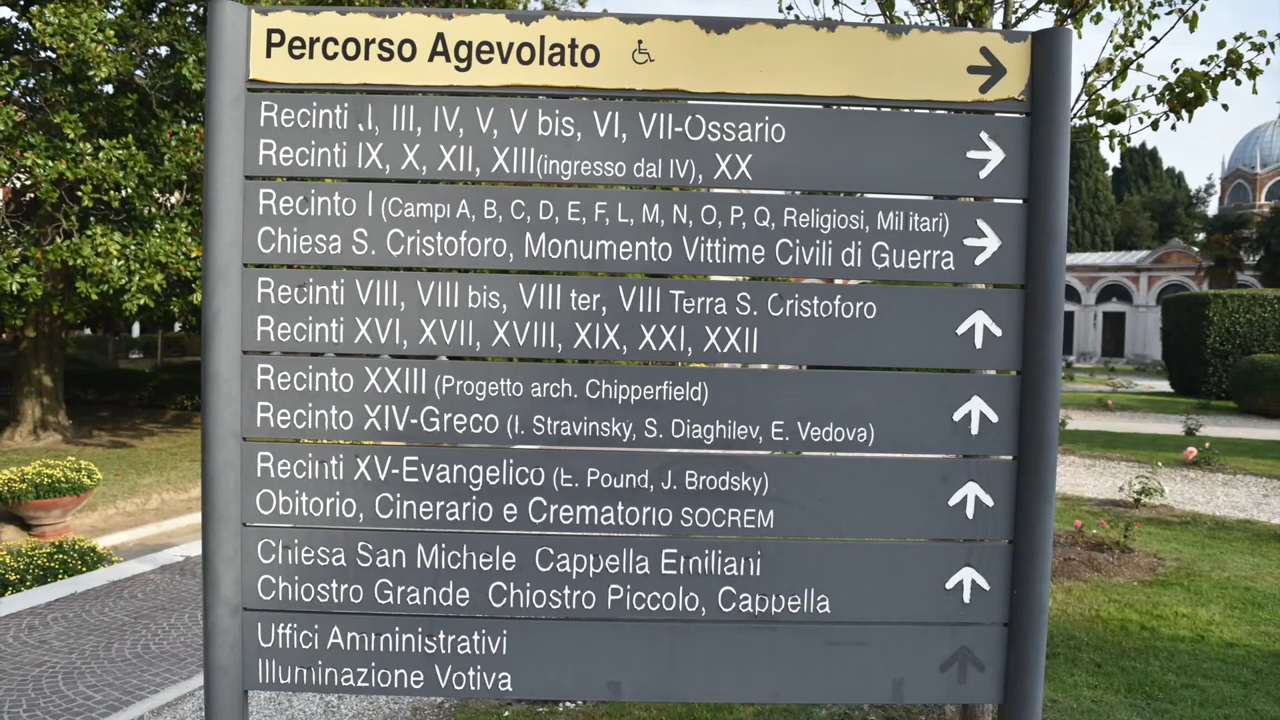 Percorso Agevolato
Recinti I, III, IV, V, V bis, VI, VII-Ossario
Recinti IX, X, XII, XIII(ingresso dal IV), XX
Recinto I (Campi A, B, C, D, E, F, L, M, N, O, P, Q, Religiosi, Militari)
Chiesa S. Cristoforo, Monumento Vittime Civili di Guerra
Recinti VIII, VIII bis, VIII ter, VIII Terra S. Cristoforo
Recinti XVI, XVII, XVIII, XIX, XXI, XXII
Recinto XXIII (Progetto arch. Chipperfield)
Recinto XIV-Greco (I. Stravinsky, S. Diaghilev, E. Vedova)
Recinti XV-Evangelico (E. Pound, J. Brodsky)
Obitorio, Cinerario e Crematorio SOCREM
Chiesa San Michele Cappella Emiliani
Chiostro Grande Chiostro Piccolo, Cappella
Uffici Amministrativi
Illuminazione Votiva